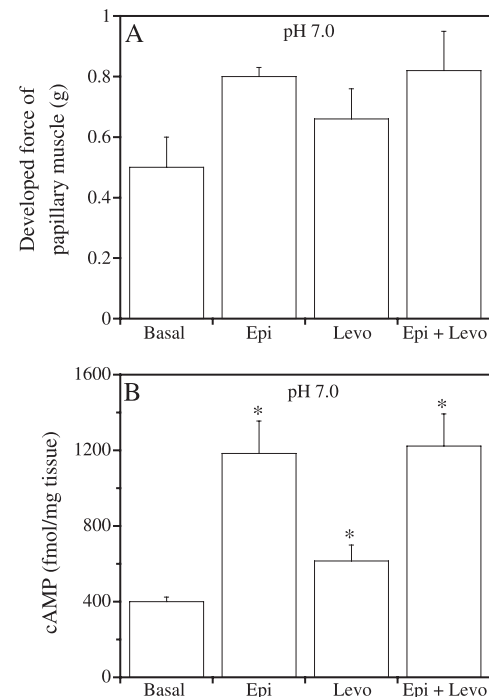 A
pH 7.0
Developed force of
papillary muscle (g)
1
0.8
0.6
0.4
0.2
0
Basal Epi Levo Epi + Levo
B
pH 7.0
cAMP (fmol/mg tissue)
1600
1200
800
400
0
* * *
Basal Epi Levo Epi + Levo